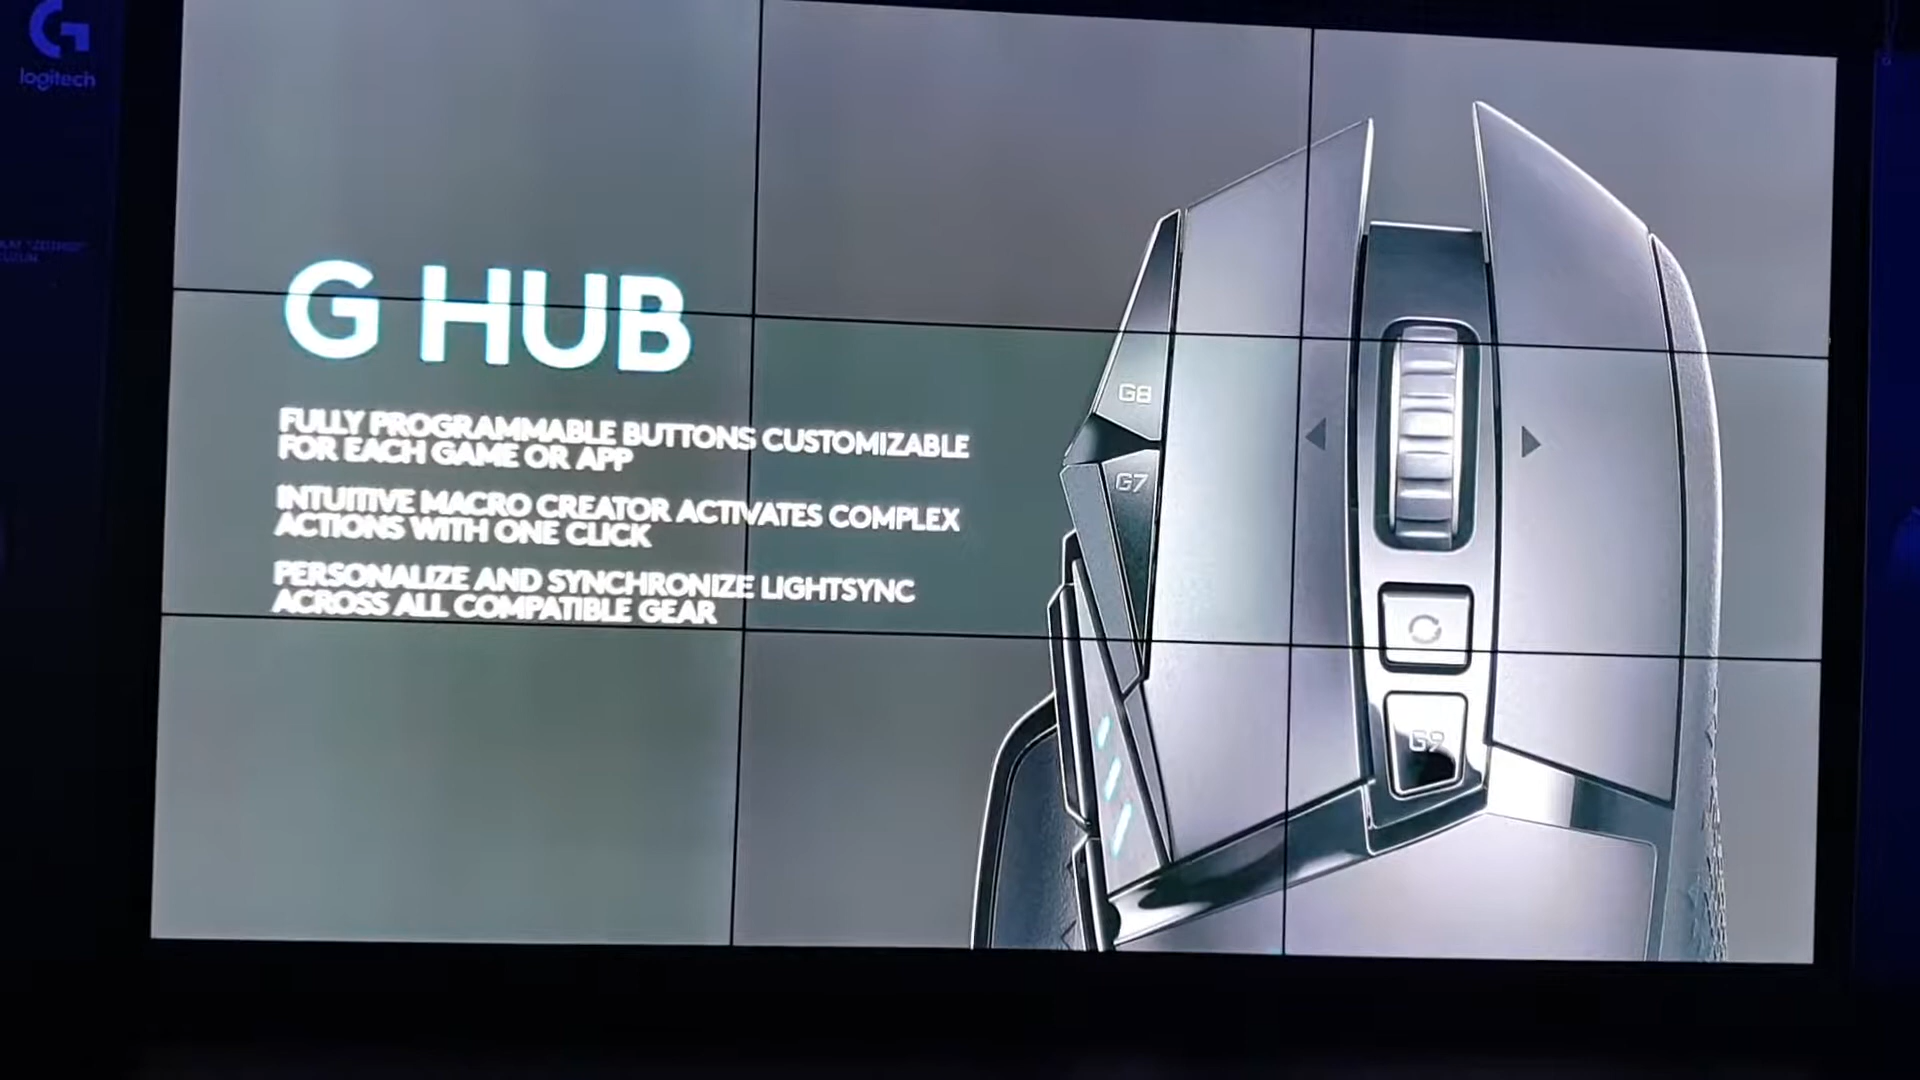 logitech
G HUB
FULLY PROGRAMMABLE BUTTONS CUSTOMIZABLE
FOR EACH GAME OR APP
INTUITIVE MACRO CREATOR ACTIVATES COMPLEX
ACTIONS WITH ONE CLICK
PERSONALIZE AND SYNCHRONIZE LIGHTSYNC
ACROSS ALL COMPATIBLE GEAR
G8
G7
G9